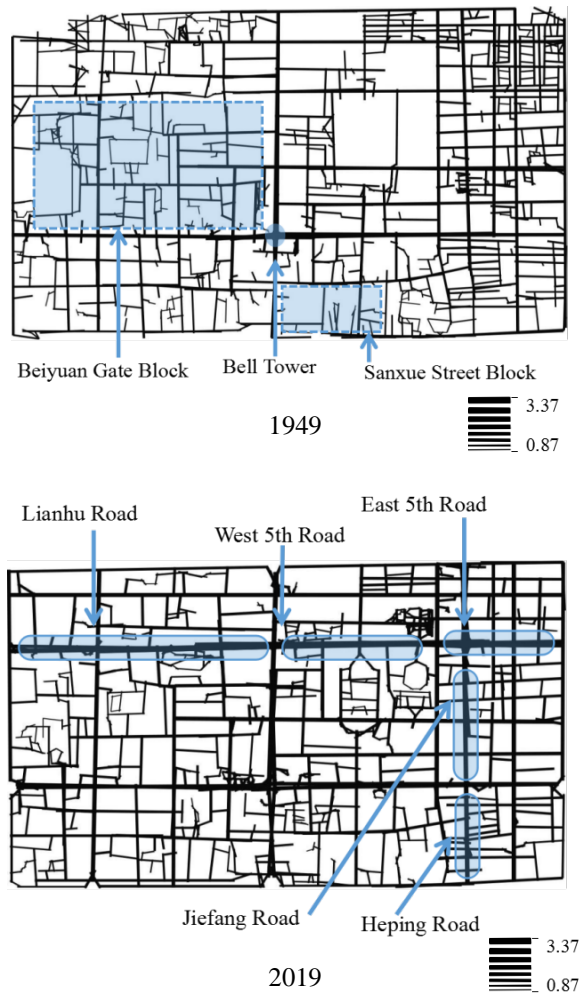 Beiyuan Gate Block
Bell Tower
Sanxue Street Block
1949
3.37
0.87
Lianhu Road
West 5th Road
East 5th Road
Jiefang Road
Heping Road
2019
3.37
0.87